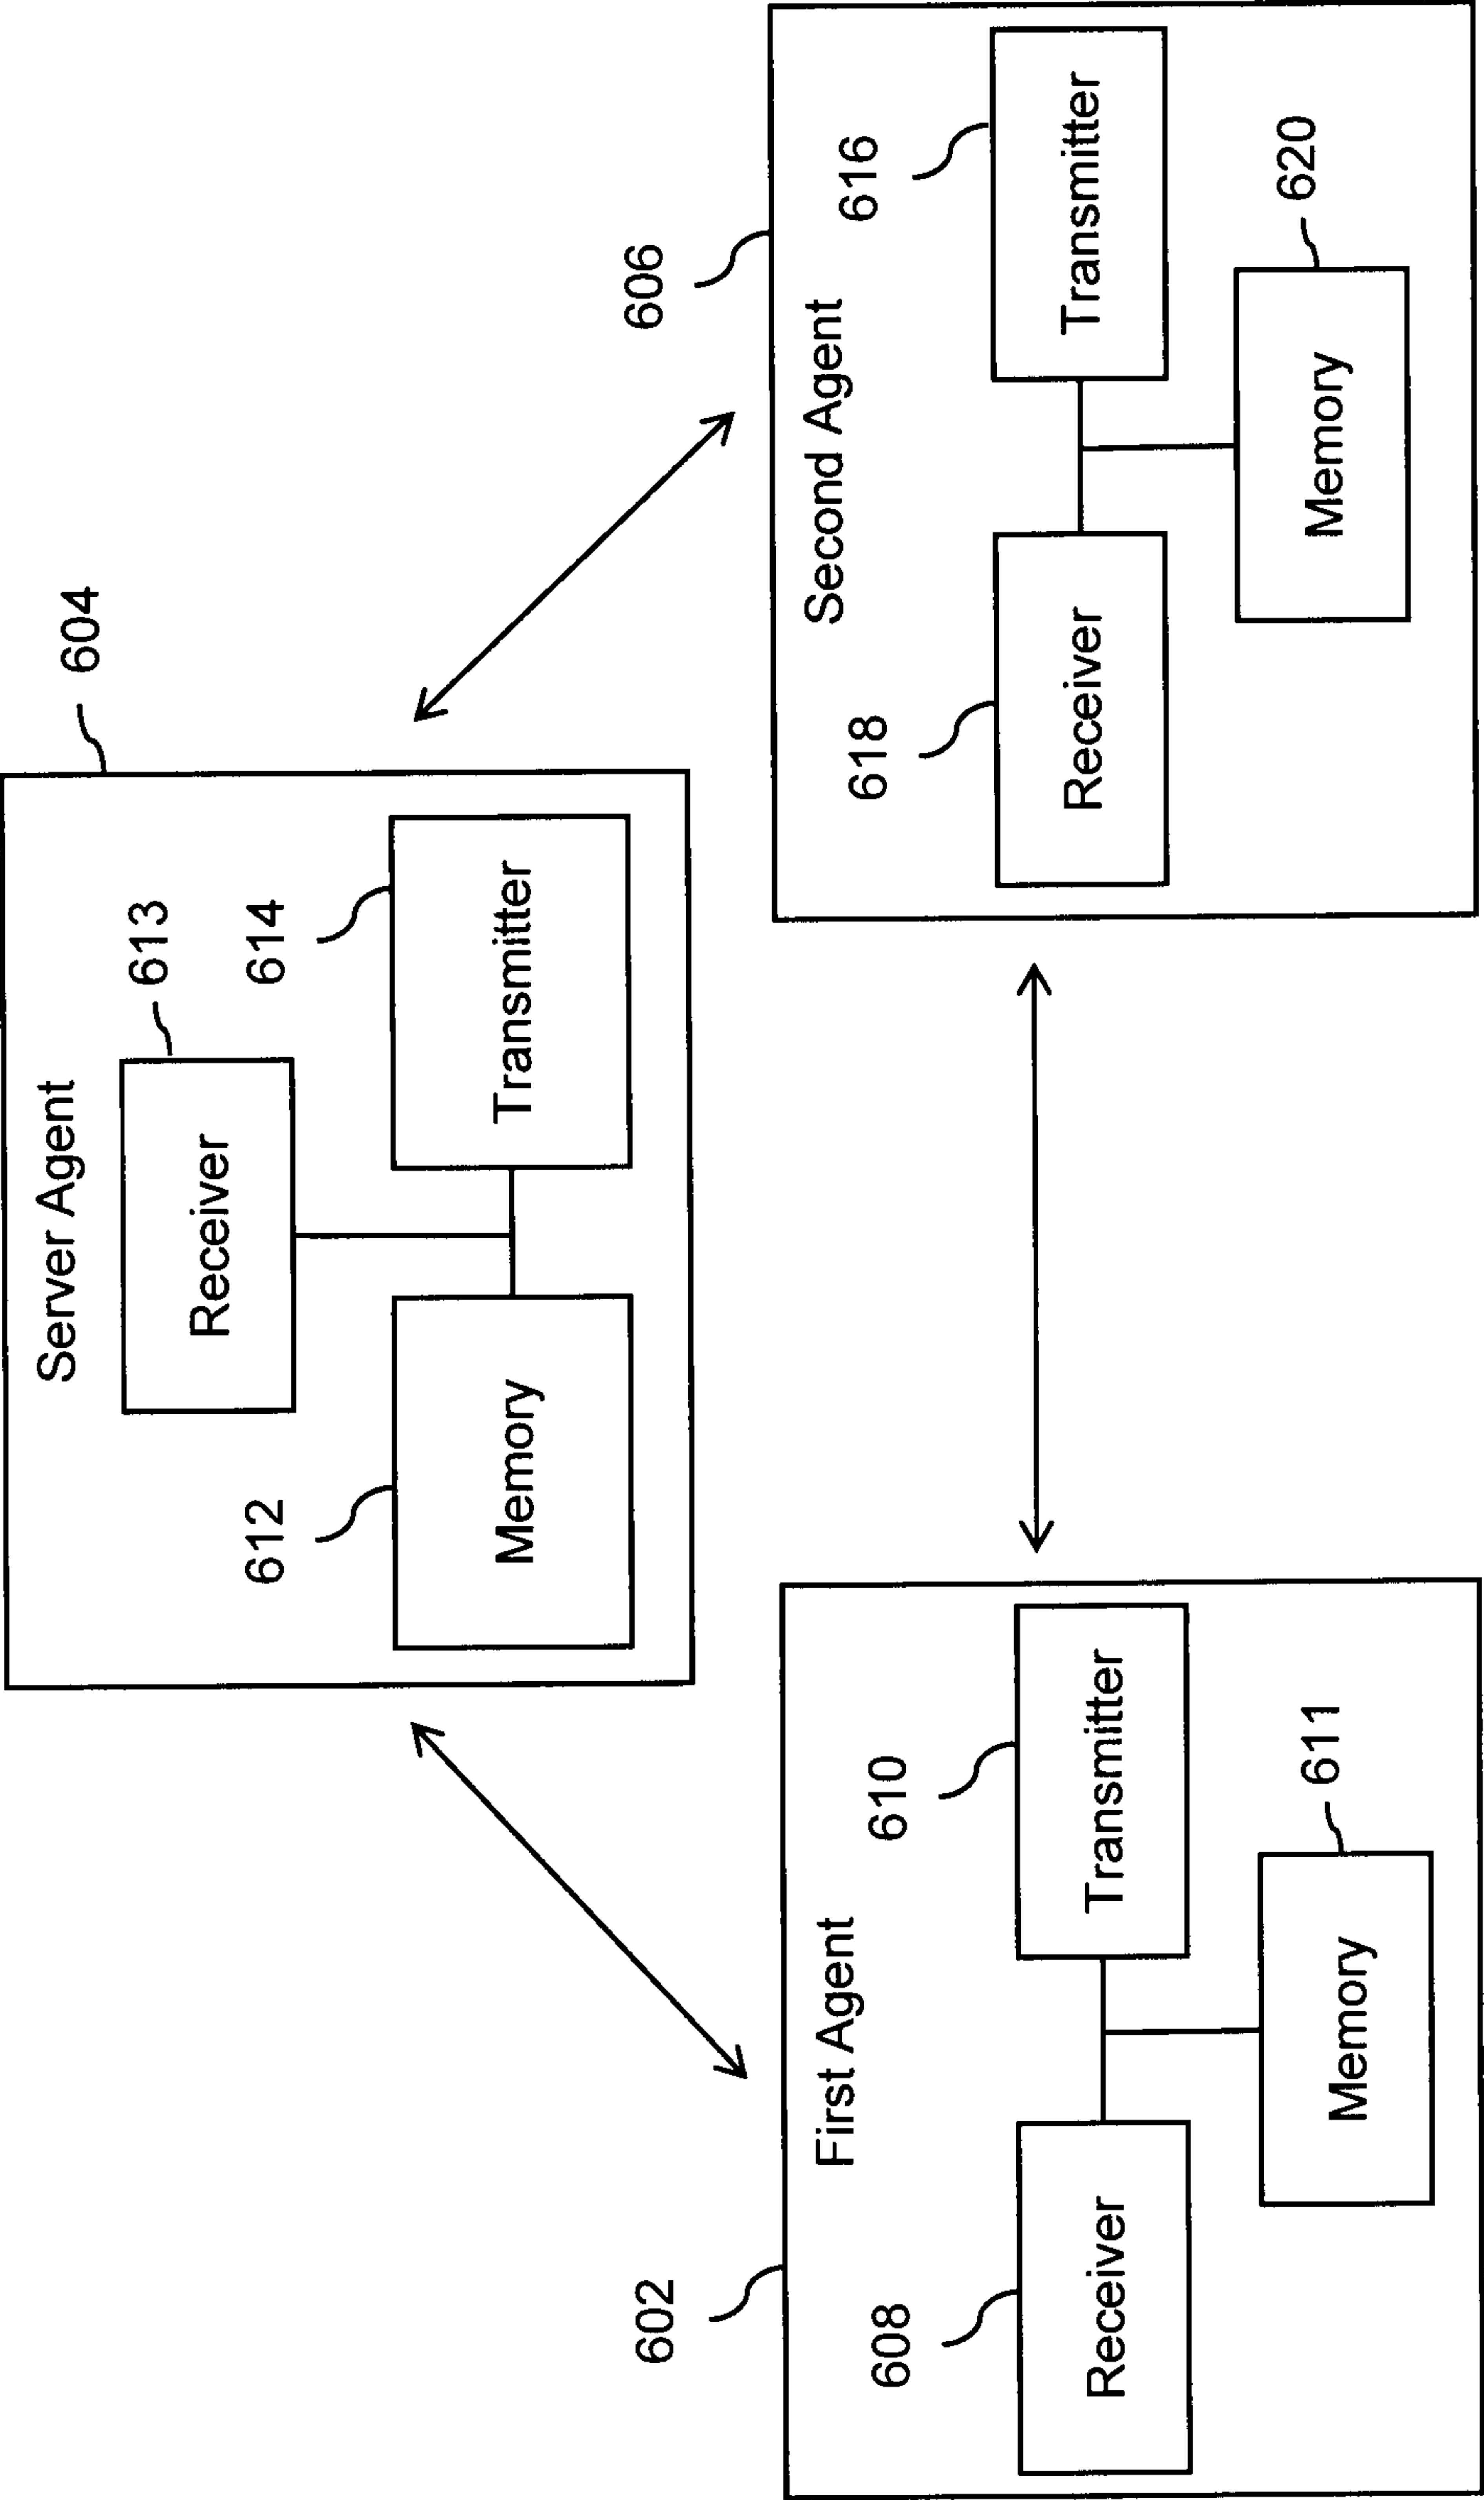 604
Server Agent
613
Receiver
612
614
Memory
Transmitter
602
606
First Agent
Second Agent
608
610
618
616
Receiver
Transmitter
Receiver
Transmitter
611
620
Memory
Memory